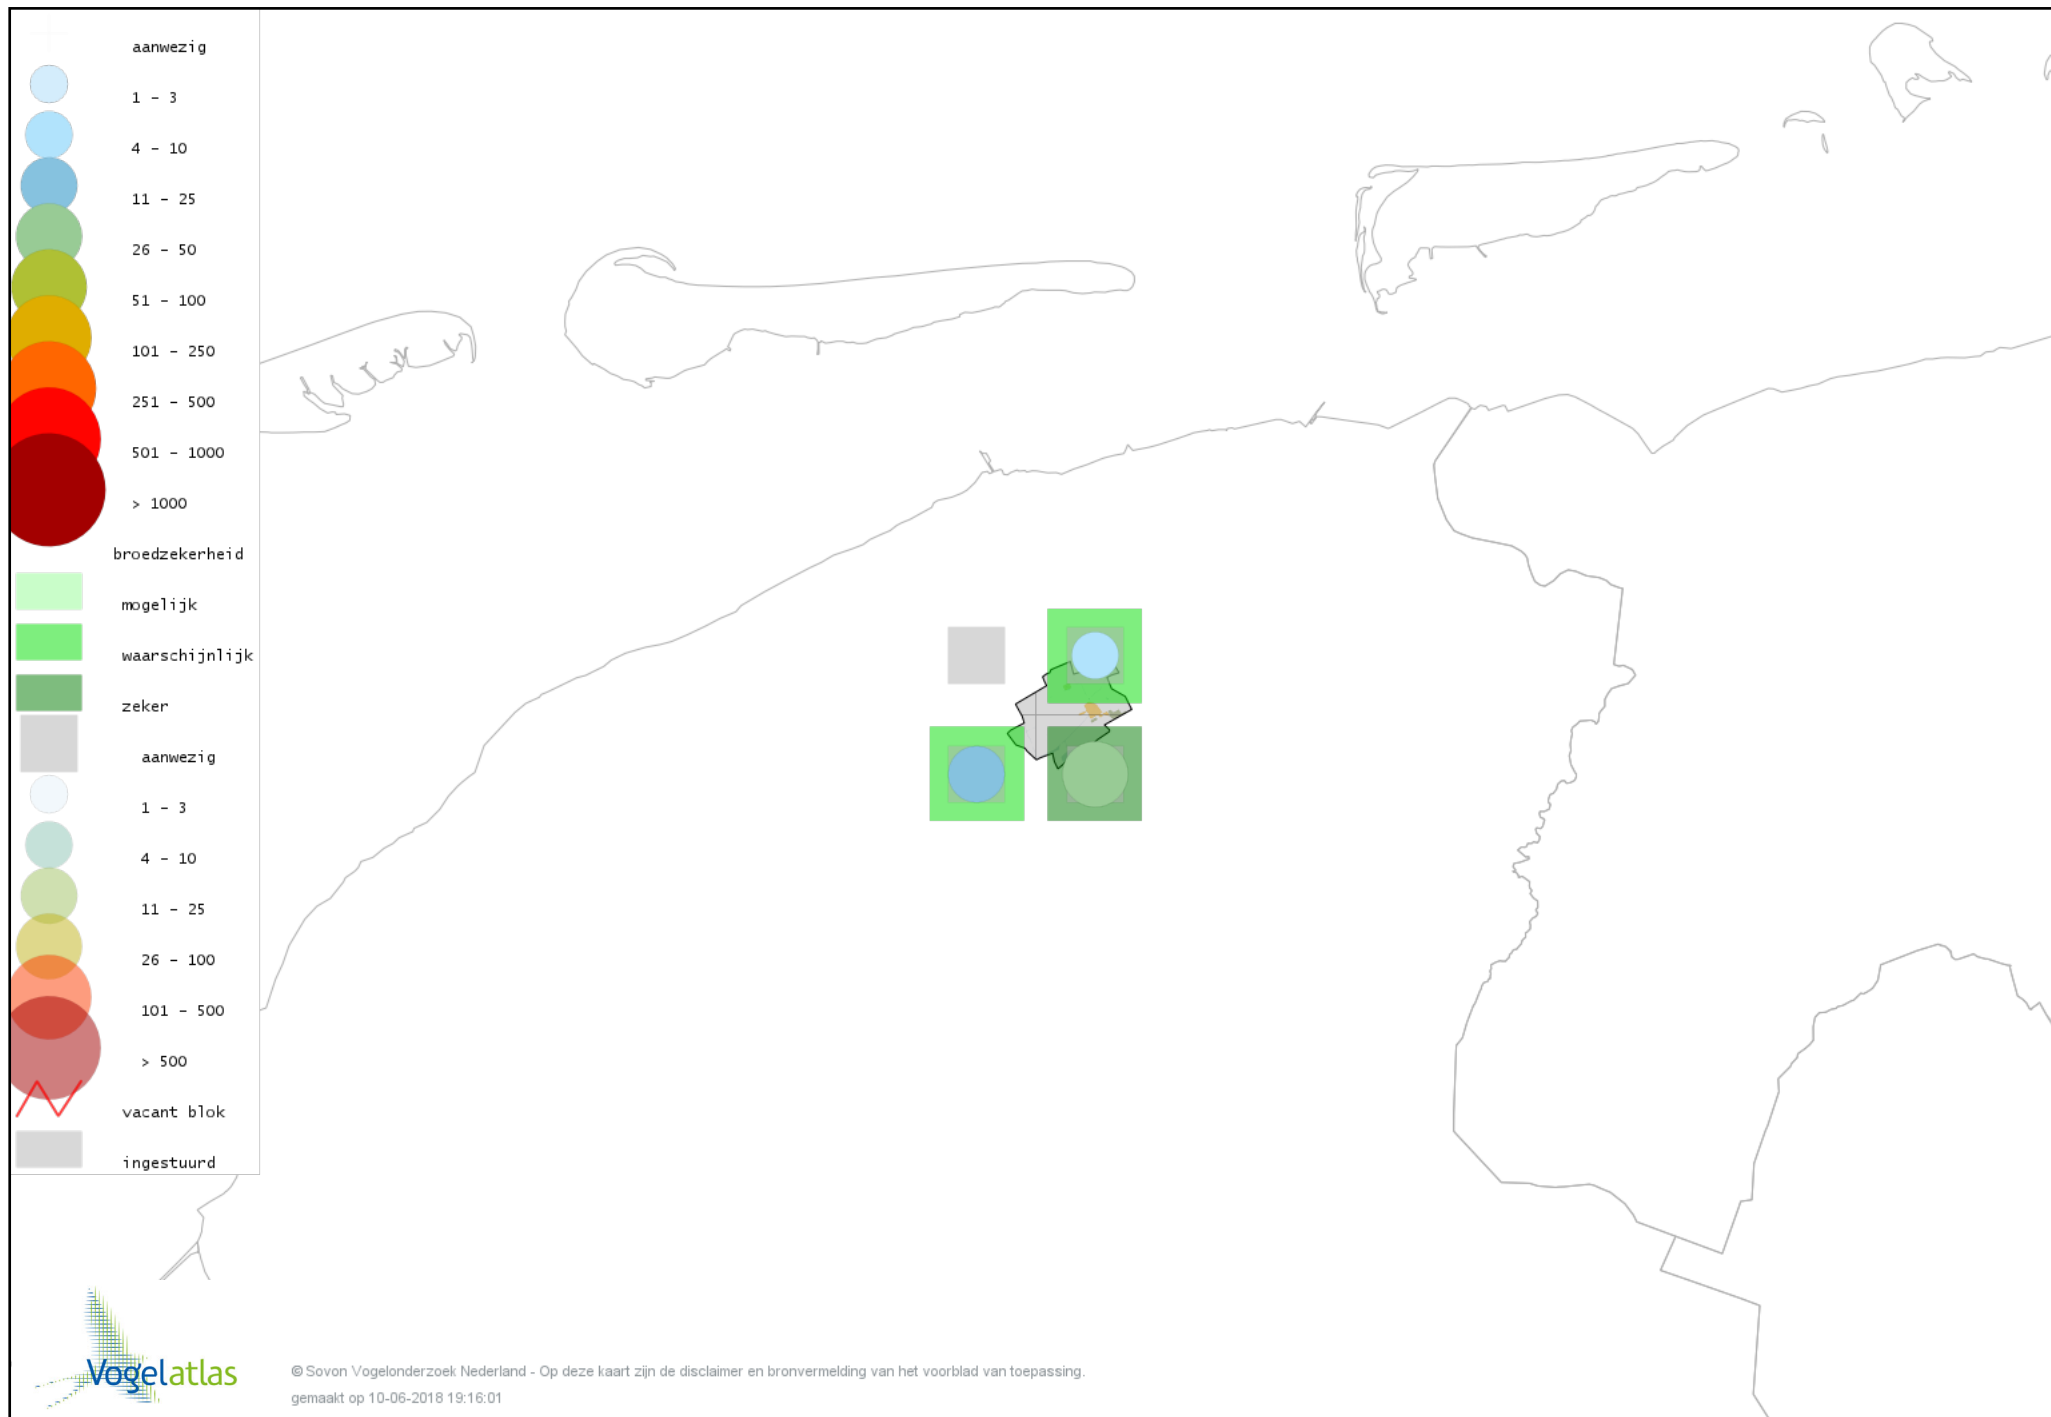 aanwezig
1 - 3
4 - 10
11 - 25
26 - 50
51 - 100
101 - 250
251 - 500
501 - 1000
> 1000
broedzekerheid
mogelijk
waarschijnlijk
zeker
aanwezig
1 - 3
4 - 10
11 - 25
26 - 100
101 - 500
> 500
vacant blok
ingestuurd
Vogelatlas
© Sovon Vogelonderzoek Nederland - Op deze kaart zijn de disclaimer en bronvermelding van het voorblad van toepassing.
gemaakt op 10-06-2018 19:16:01